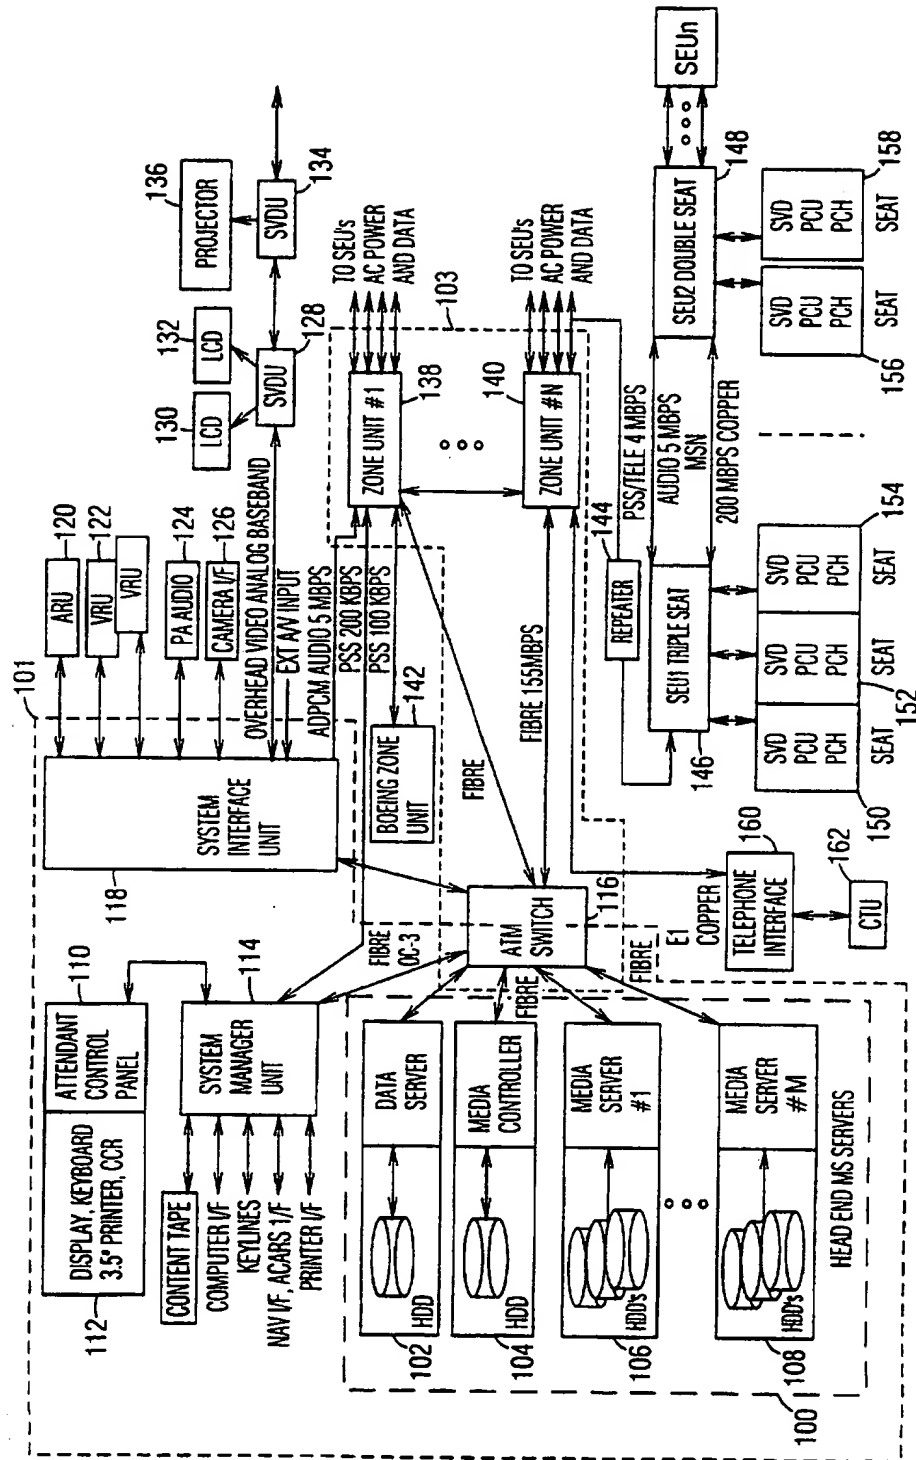 101
ARU
120
VRU
122
VRU
PA AUDIO
124
CAMERA I/F
126
SYSTEM
INTERFACE
UNIT
118
OVERHEAD VIDEO ANALOG BASEBAND
EXT A/V INPUT
ADPCM AUDIO 5 MBPS
PSS 200 KBPS
PSS 100 KBPS
LCD
130
LCD
132
SVDU
128
PROJECTOR
136
SVDU
134
ATTENDANT
CONTROL
PANEL
110
DISPLAY, KEYBOARD
3.5" PRINTER, CCR
112
SYSTEM
MANAGER
UNIT
114
CONTENT TAPE
COMPUTER I/F
KEYLINES
NAV I/F, ACARS 1/F
PRINTER I/F
BOEING ZONE
UNIT
142
ZONE UNIT #1
138
TO SEU's
AC POWER
AND DATA
103
ZONE UNIT #N
140
TO SEU's
AC POWER
AND DATA
FIBRE
FIBRE 155MBPS
FIBRE
OC-3
ATM
SWITCH
116
FIBRE
FIBRE
DATA
SERVER
HDD
102
MEDIA
CONTROLLER
HDD
104
MEDIA
SERVER
#1
HDD's
106
MEDIA
SERVER
#M
HDD's
108
HEAD END MS SERVERS
100
E1
COPPER
TELEPHONE
INTERFACE
160
CTU
162
REPEATER
144
SEU1 TRIPLE SEAT
146
PSS/TELE 4 MBPS
AUDIO 5 MBPS
MSN
200 MBPS COPPER
SEU2 DOUBLE SEAT
148
SEUn
SVD
PCU
PCH
SEAT
150
SVD
PCU
PCH
SEAT
152
SVD
PCU
PCH
SEAT
154
SVD
PCU
PCH
SEAT
156
SVD
PCU
PCH
SEAT
158